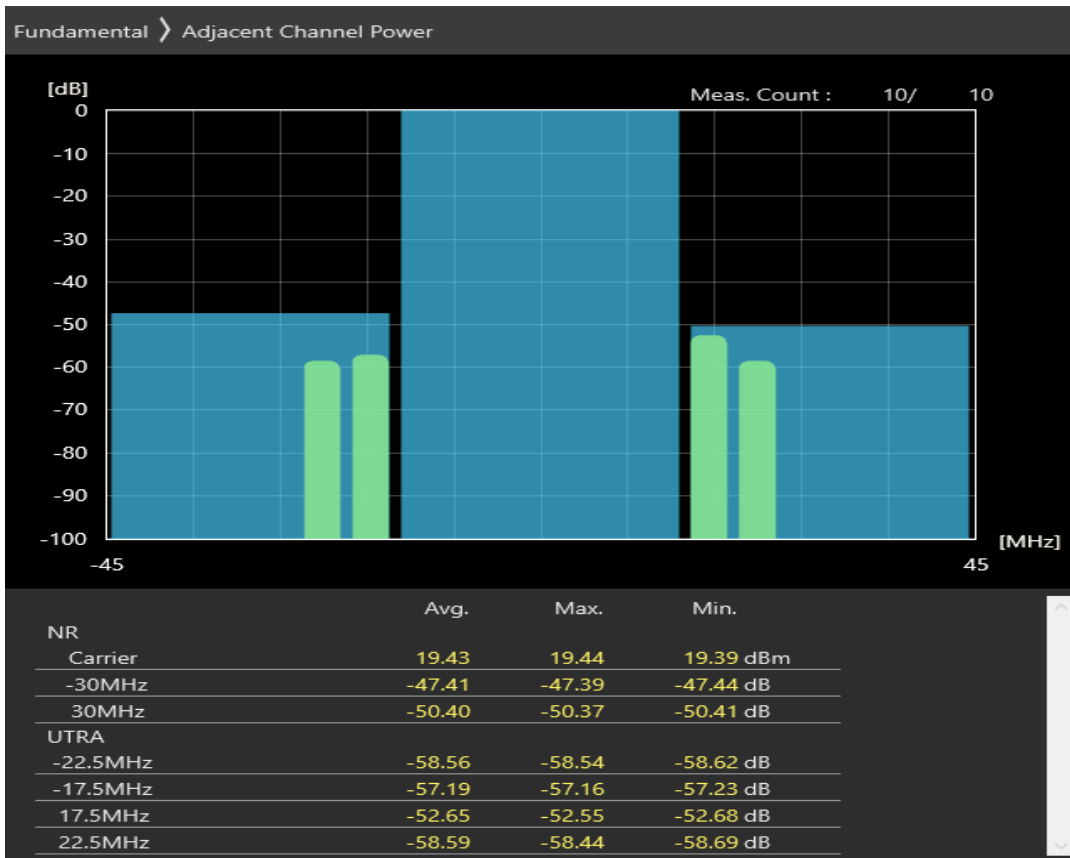 Fundamental ❯ Adjacent Channel Power
[dB]
Meas. Count : 10/ 10
0
-10
-20
-30
-40
-50
-60
-70
-80
-90
-100
[MHz]
-45 45
Avg. Max. Min.
NR
Carrier 19.43 19.44 19.39 dBm
-30MHz -47.41 -47.39 -47.44 dB
30MHz -50.40 -50.37 -50.41 dB
UTRA
-22.5MHz -58.56 -58.54 -58.62 dB
-17.5MHz -57.19 -57.16 -57.23 dB
17.5MHz -52.65 -52.55 -52.68 dB
22.5MHz -58.59 -58.44 -58.69 dB